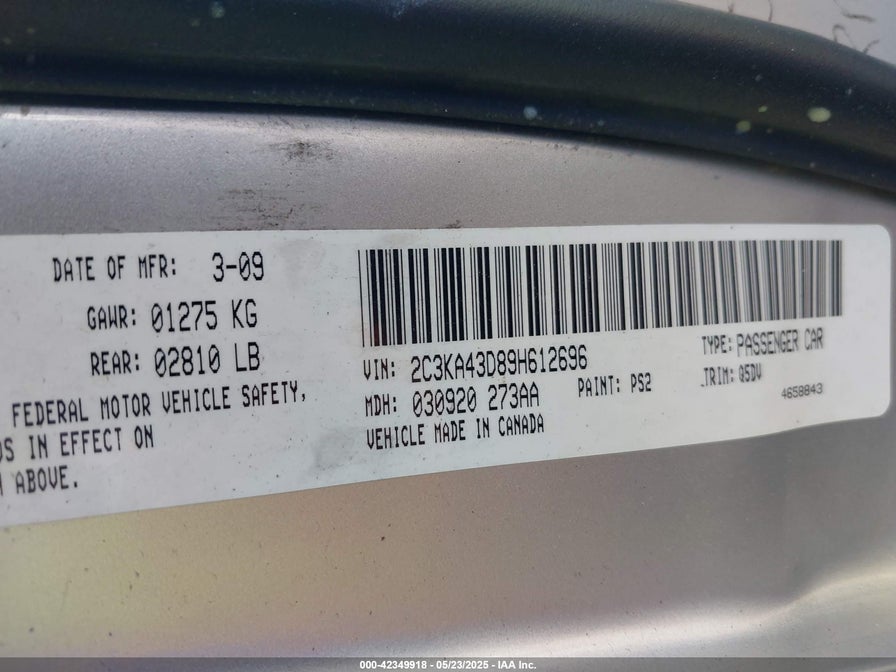 DATE OF MFR: 3-09
GAWR: 01275 KG
REAR: 02810 LB
FEDERAL MOTOR VEHICLE SAFETY,
DS IN EFFECT ON
ABOVE.
VIN: 2C3KA43D89H612696
TYPE: PASSENGER CAR
MDH: 030920 273AA
PAINT: PS2
TRIM: Q5DV
VEHICLE MADE IN CANADA
4658843
000-42349918 - 05/23/2025 - IAA Inc.